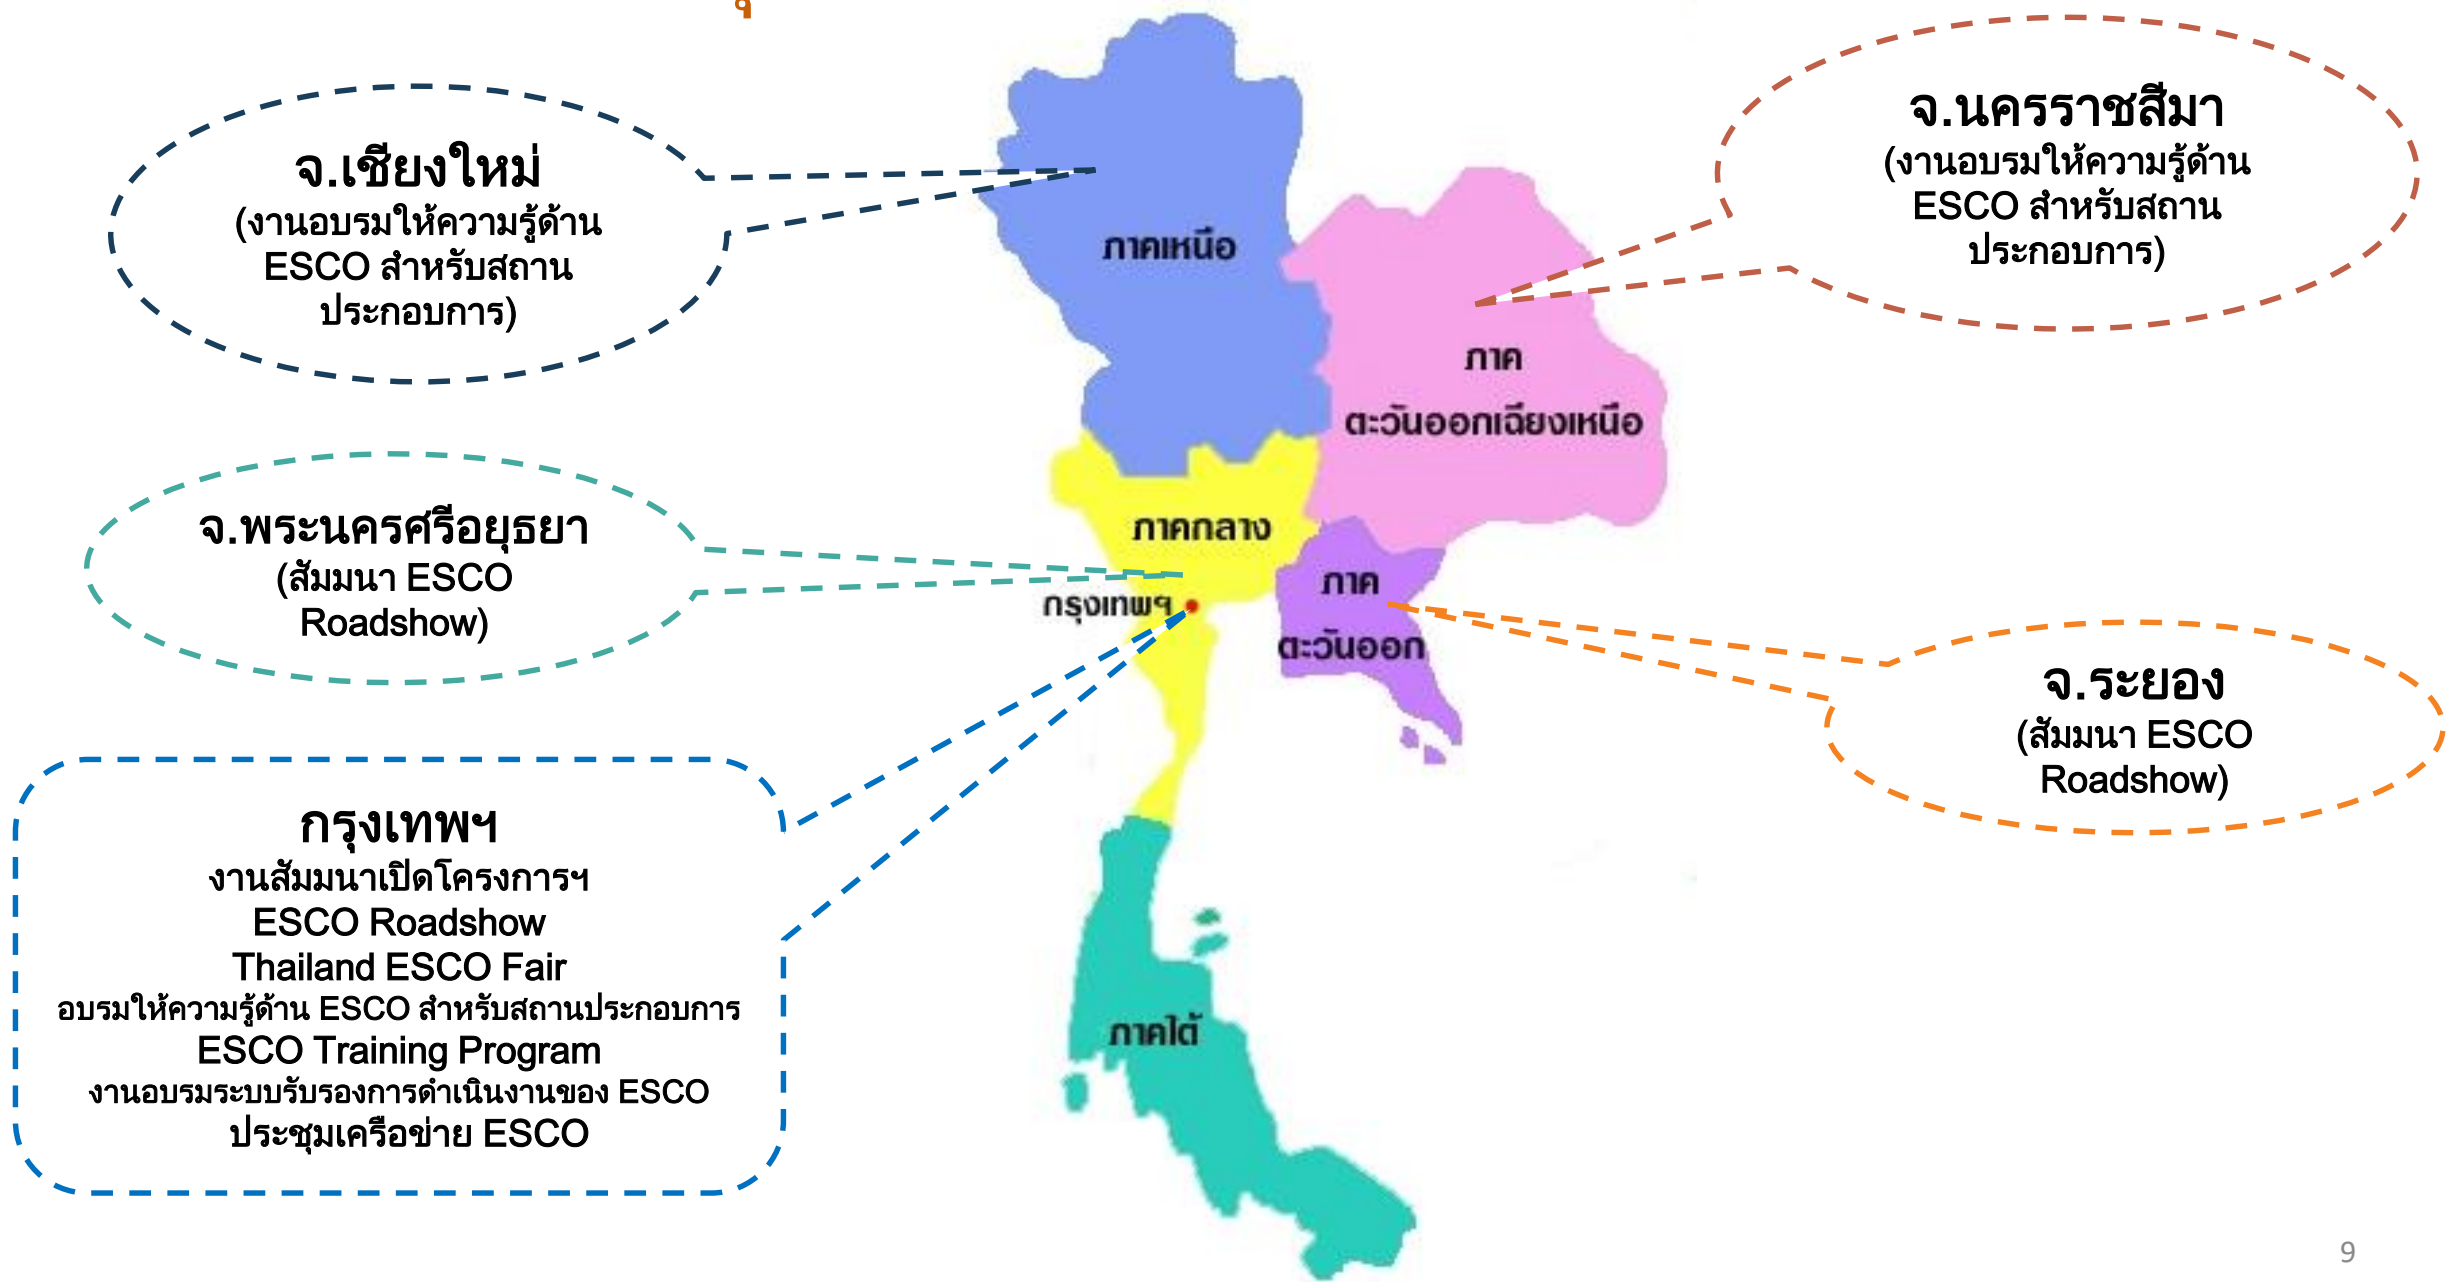 จ.เชียงใหม่
(งานอบรมให้ความรู้ด้าน
ESCO สำหรับสถาน
ประกอบการ)
จ.นครราชสีมา
(งานอบรมให้ความรู้ด้าน
ESCO สำหรับสถาน
ประกอบการ)
ภาคเหนือ
ภาค
ตะวันออกเฉียงเหนือ
จ.พระนครศรีอยุธยา
(สัมมนา ESCO
Roadshow)
ภาคกลาง
กรุงเทพฯ
ภาค
ตะวันออก
จ.ระยอง
(สัมมนา ESCO
Roadshow)
กรุงเทพฯ
งานสัมมนาเปิดโครงการฯ
ESCO Roadshow
Thailand ESCO Fair
อบรมให้ความรู้ด้าน ESCO สำหรับสถานประกอบการ
ESCO Training Program
งานอบรมระบบรับรองการดำเนินงานของ ESCO
ประชุมเครือข่าย ESCO
ภาคใต้
9